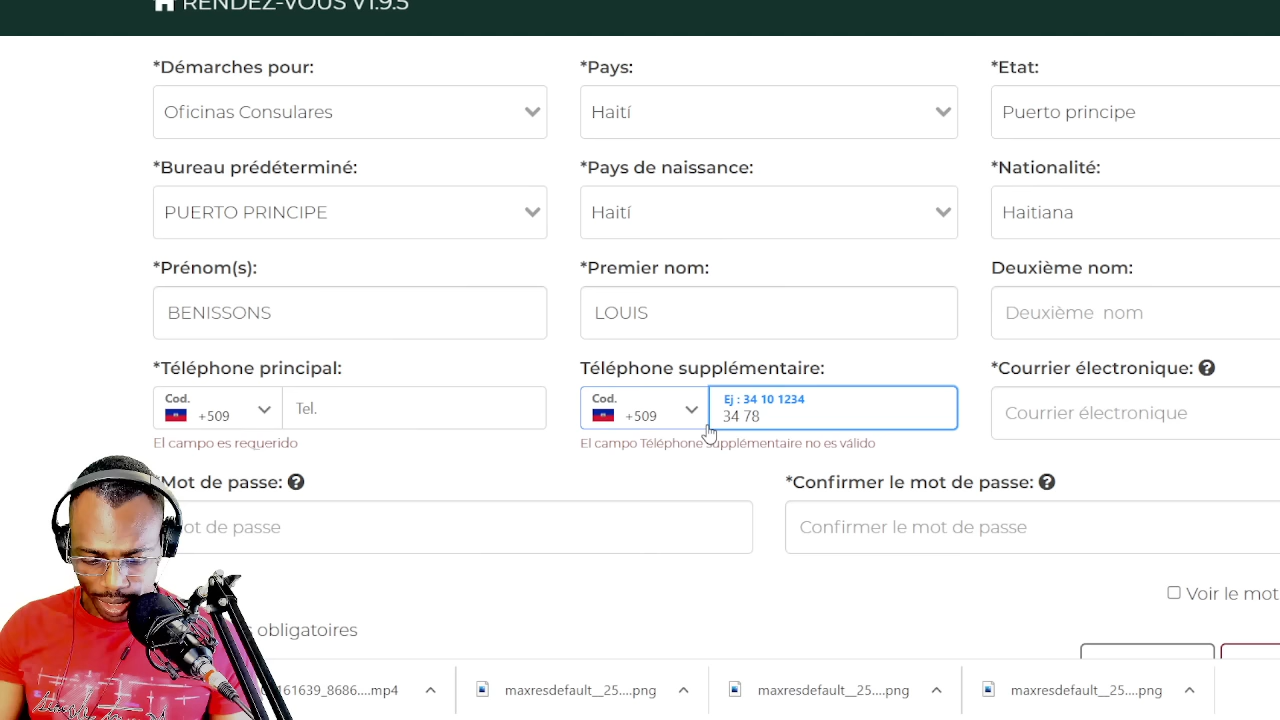 RENDEZ-VOUS V1.9.5
*Démarches pour: *Pays: *Etat:
Oficinas Consulares Haití Puerto principe
*Bureau prédéterminé: *Pays de naissance: *Nationalité:
PUERTO PRINCIPE Haití Haitiana
*Prénom(s): *Premier nom: Deuxième nom:
BENISSONS LOUIS Deuxième nom
*Téléphone principal: Téléphone supplémentaire: *Courrier électronique:
Cod. +509 Tel. Cod. +509 Ej : 34 10 1234 34 78 Courrier électronique
El campo es requerido El campo Téléphone supplémentaire no es válido
*Mot de passe: *Confirmer le mot de passe:
Mot de passe Confirmer le mot de passe
Voir le mot
obligatoires
161639_8686....mp4 maxresdefault__25....png maxresdefault__25....png maxresdefault__25....png